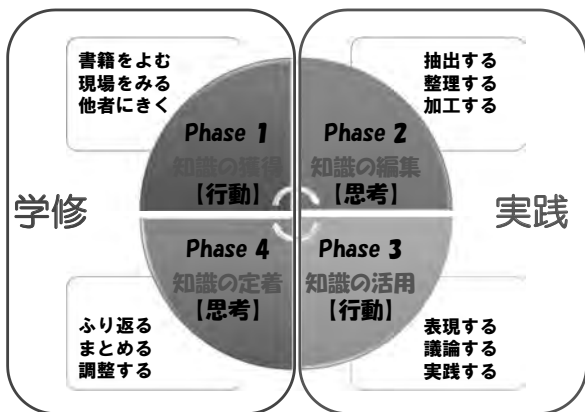 書籍をよむ
現場をみる
他者にきく
抽出する
整理する
加工する
Phase 1
知識の獲得
【行動】
Phase 2
知識の編集
【思考】
学修
実践
Phase 4
知識の定着
【思考】
Phase 3
知識の活用
【行動】
ふり返る
まとめる
調整する
表現する
議論する
実践する